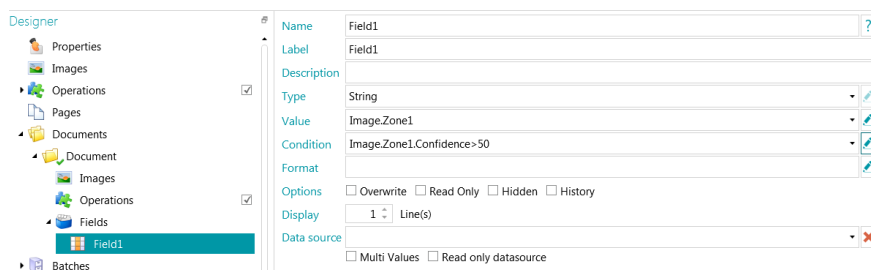 Designer
Properties
Images
Operations
Pages
Documents
Document
Images
Operations
Fields
Field1
Batches
Name Field1 ?
Label Field1
Description
Type String
Value Image.Zone1
Condition Image.Zone1.Confidence>50
Format
Options Overwrite Read Only Hidden History
Display 1 Line(s)
Data source
Multi Values Read only datasource